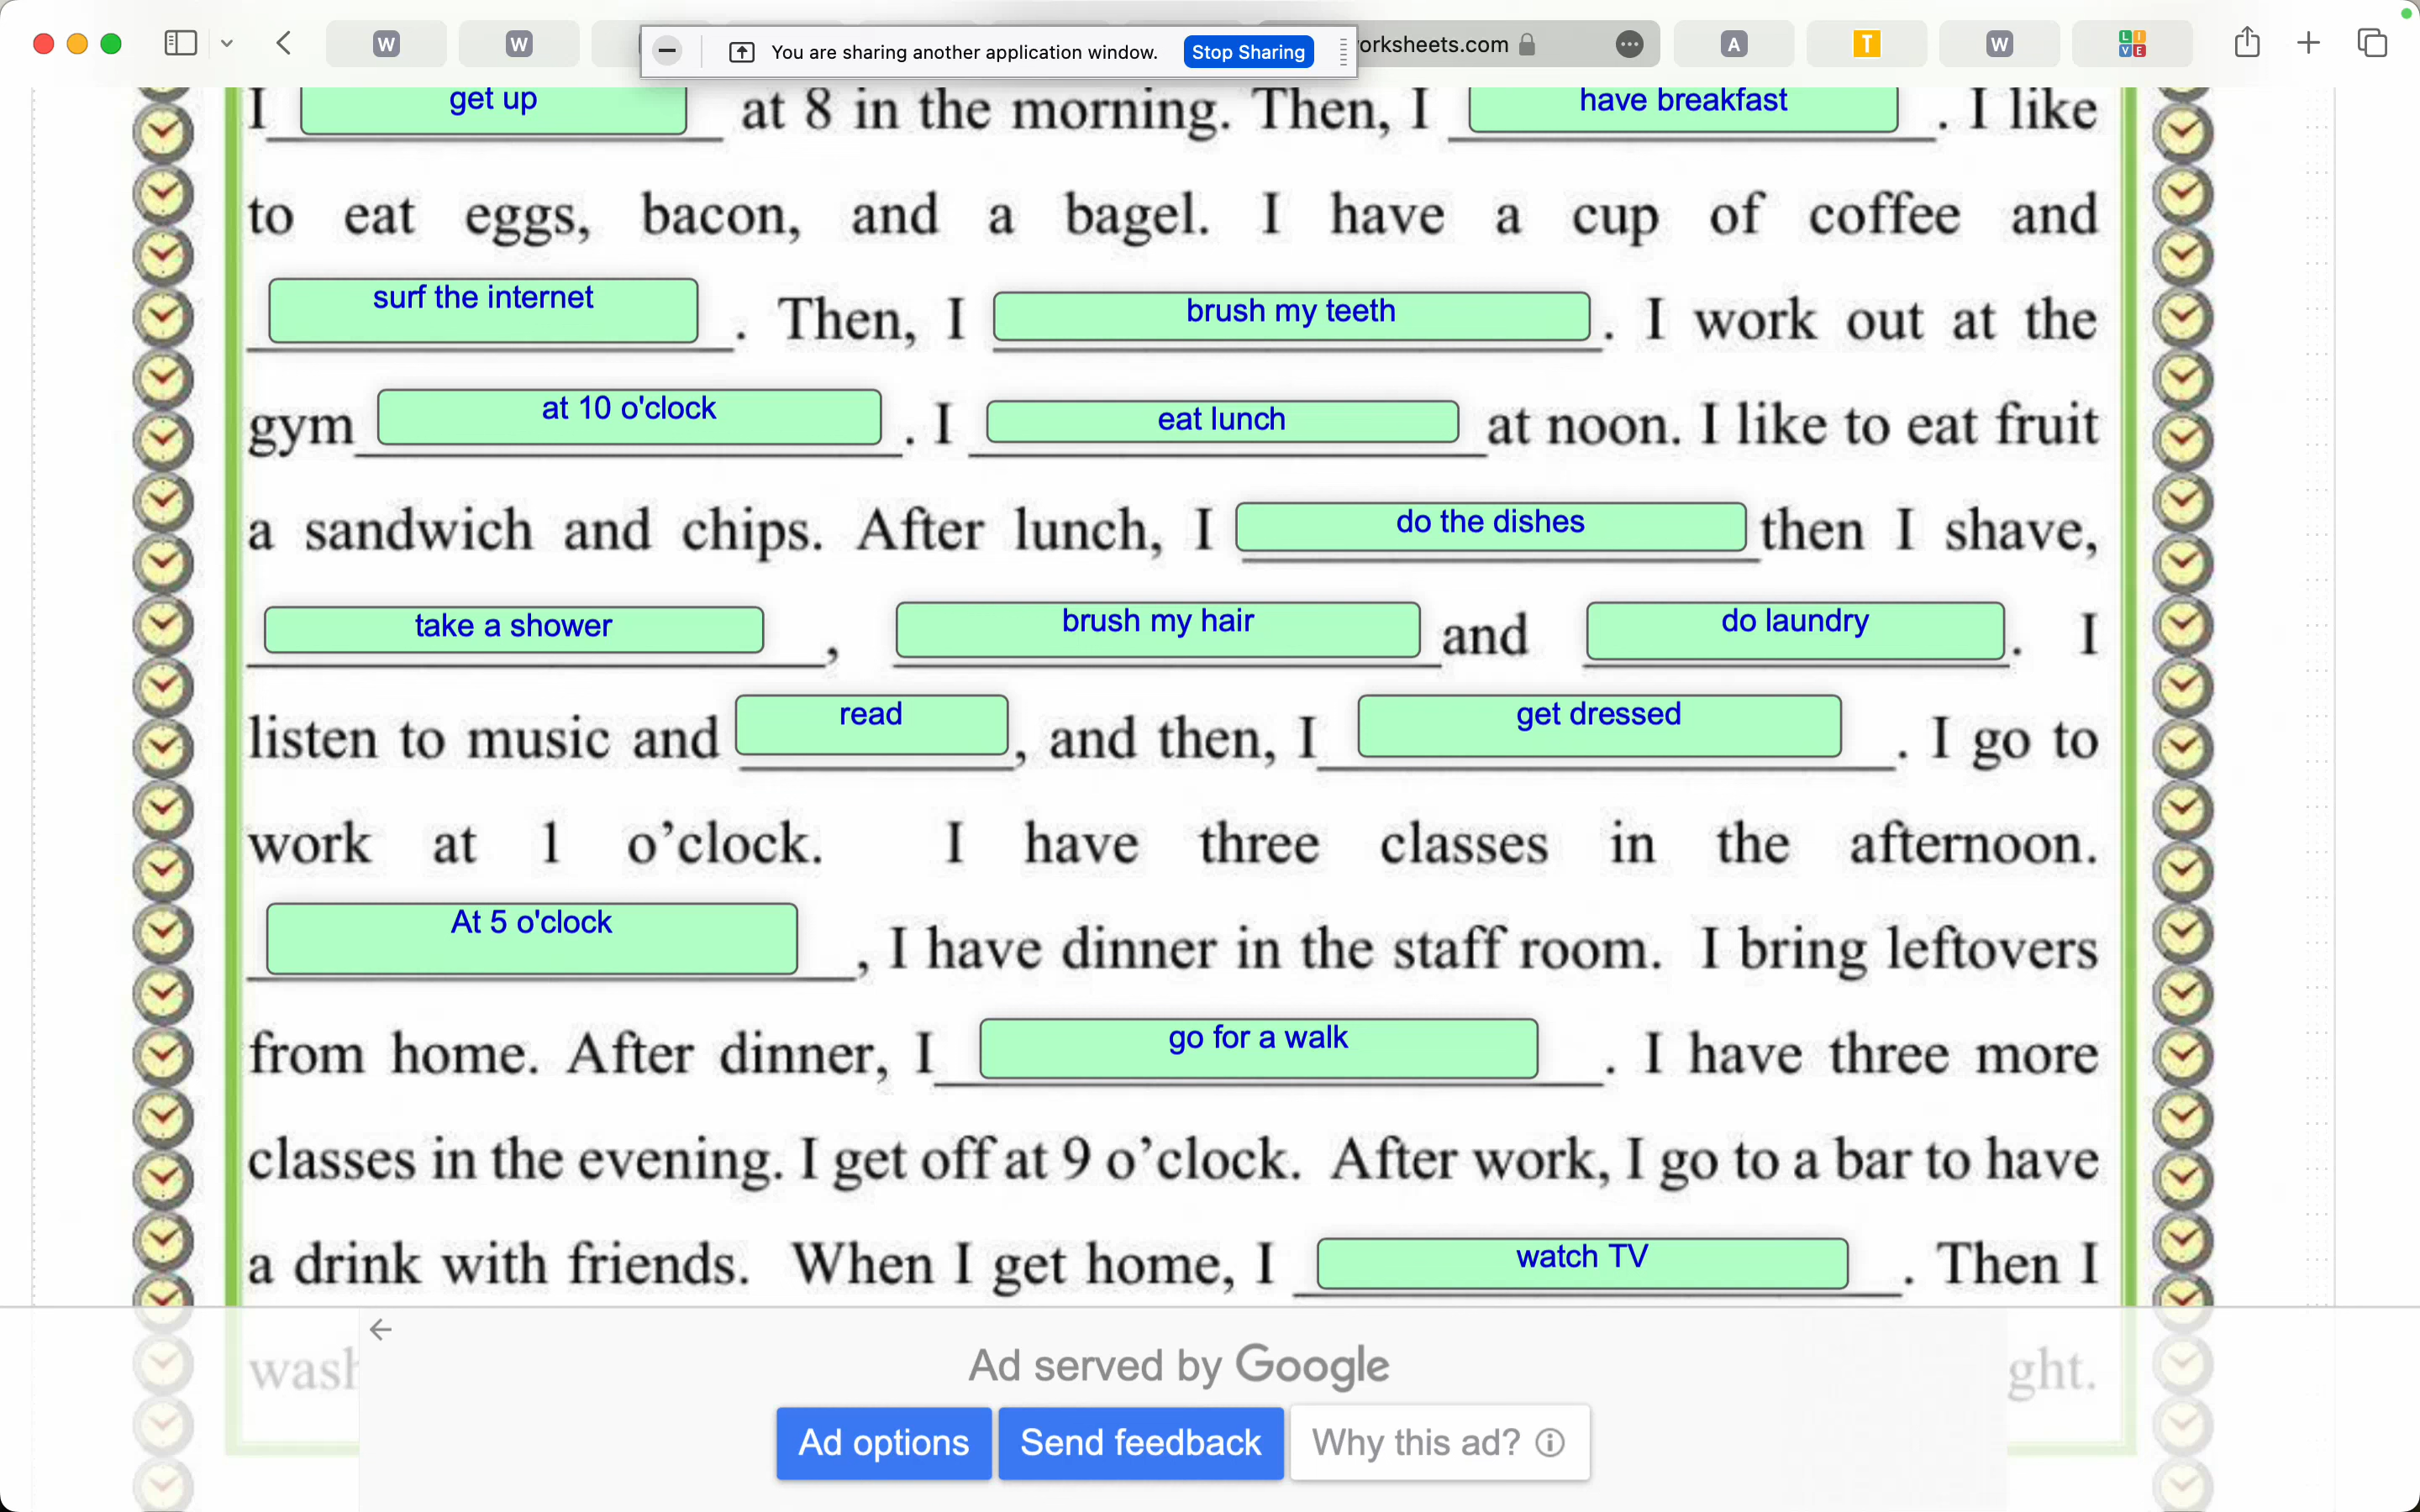 W W You are sharing another application window. Stop Sharing orksheets.com A T W L I V E
I get up at 8 in the morning. Then, I have breakfast. I like
to eat eggs, bacon, and a bagel. I have a cup of coffee and
surf the internet. Then, I brush my teeth. I work out at the
gym at 10 o'clock. I eat lunch at noon. I like to eat fruit
a sandwich and chips. After lunch, I do the dishes then I shave,
take a shower, brush my hair and do laundry. I
listen to music and read, and then, I get dressed. I go to
work at 1 o’clock. I have three classes in the afternoon.
At 5 o'clock, I have dinner in the staff room. I bring leftovers
from home. After dinner, I go for a walk. I have three more
classes in the evening. I get off at 9 o’clock. After work, I go to a bar to have
a drink with friends. When I get home, I watch TV. Then I
wash ght.
Ad served by Google
Ad options Send feedback Why this ad?